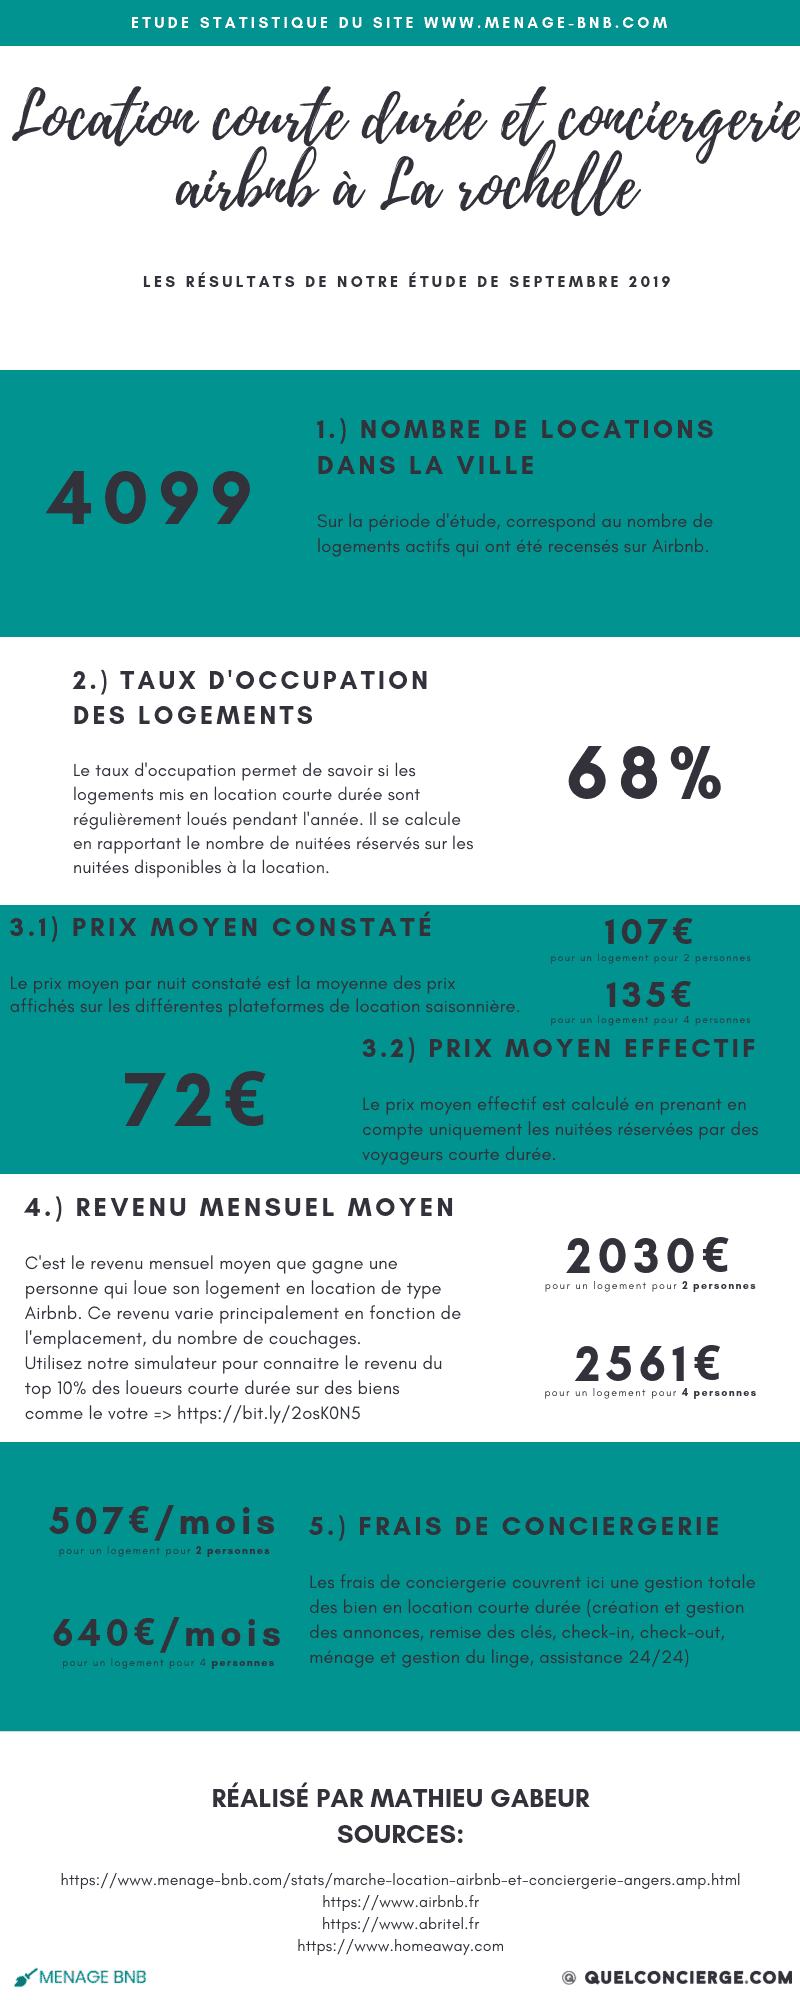 ETUDE STATISTIQUE DU SITE WWW.MENAGE-BNB.COM
Location courte durée et conciergerie
airbnb à La rochelle
LES RÉSULTATS DE NOTRE ÉTUDE DE SEPTEMBRE 2019
4099
1.) NOMBRE DE LOCATIONS
DANS LA VILLE
Sur la période d'étude, correspond au nombre de
logements actifs qui ont été recensés sur Airbnb.
2.) TAUX D'OCCUPATION
DES LOGEMENTS
Le taux d'occupation permet de savoir si les
logements mis en location courte durée sont
régulièrement loués pendant l'année. Il se calcule
en rapportant le nombre de nuitées réservés sur les
nuitées disponibles à la location.
68%
3.1) PRIX MOYEN CONSTATÉ
Le prix moyen par nuit constaté est la moyenne des prix
affichés sur les différentes plateformes de location saisonnière.
107€
pour un logement pour 2 personnes
135€
pour un logement pour 4 personnes
72€
3.2) PRIX MOYEN EFFECTIF
Le prix moyen effectif est calculé en prenant en
compte uniquement les nuitées réservées par des
voyageurs courte durée.
4.) REVENU MENSUEL MOYEN
C'est le revenu mensuel moyen que gagne une
personne qui loue son logement en location de type
Airbnb. Ce revenu varie principalement en fonction de
l'emplacement, du nombre de couchages.
Utilisez notre simulateur pour connaitre le revenu du
top 10% des loueurs courte durée sur des biens
comme le votre => https://bit.ly/2osK0N5
2030€
pour un logement pour 2 personnes
2561€
pour un logement pour 4 personnes
507€/mois
pour un logement pour 2 personnes
640€/mois
pour un logement pour 4 personnes
5.) FRAIS DE CONCIERGERIE
Les frais de conciergerie couvrent ici une gestion totale
des bien en location courte durée (création et gestion
des annonces, remise des clés, check-in, check-out,
ménage et gestion du linge, assistance 24/24)
RÉALISÉ PAR MATHIEU GABEUR
SOURCES:
https://www.menage-bnb.com/stats/marche-location-airbnb-et-conciergerie-angers.amp.html
https://www.airbnb.fr
https://www.abritel.fr
https://www.homeaway.com
MENAGE BNB
@ QUELCONCIERGE.COM